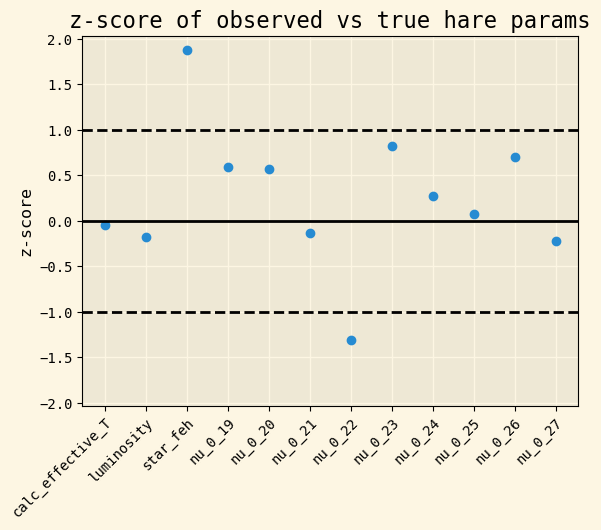 z-score of observed vs true hare params
z-score
2.0
1.5
1.0
0.5
0.0
−0.5
−1.0
−1.5
−2.0
calc_effective_T
luminosity
star_feh
nu_0_19
nu_0_20
nu_0_21
nu_0_22
nu_0_23
nu_0_24
nu_0_25
nu_0_26
nu_0_27